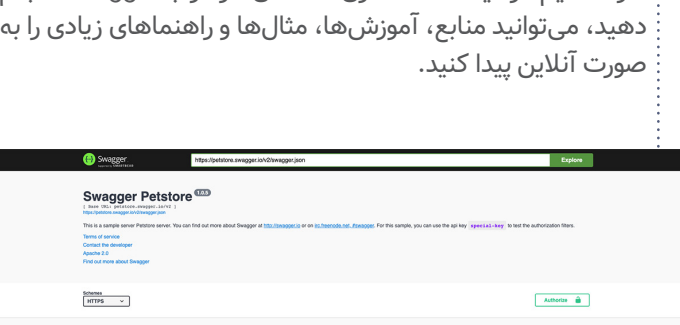 دهید، می‌توانید منابع، آموزش‌ها، مثال‌ها و راهنماهای زیادی را به
صورت آنلاین پیدا کنید.
Swagger
https://petstore.swagger.io/v2/swagger.json
Explore
Swagger Petstore 1.0.5
[ Base URL: petstore.swagger.io/v2 ]
https://petstore.swagger.io/v2/swagger.json
This is a sample server Petstore server. You can find out more about Swagger at http://swagger.io or on irc.freenode.net, #swagger. For this sample, you can use the api key special-key to test the authorization filters.
Terms of service
Contact the developer
Apache 2.0
Find out more about Swagger
Schemes
HTTPS
Authorize